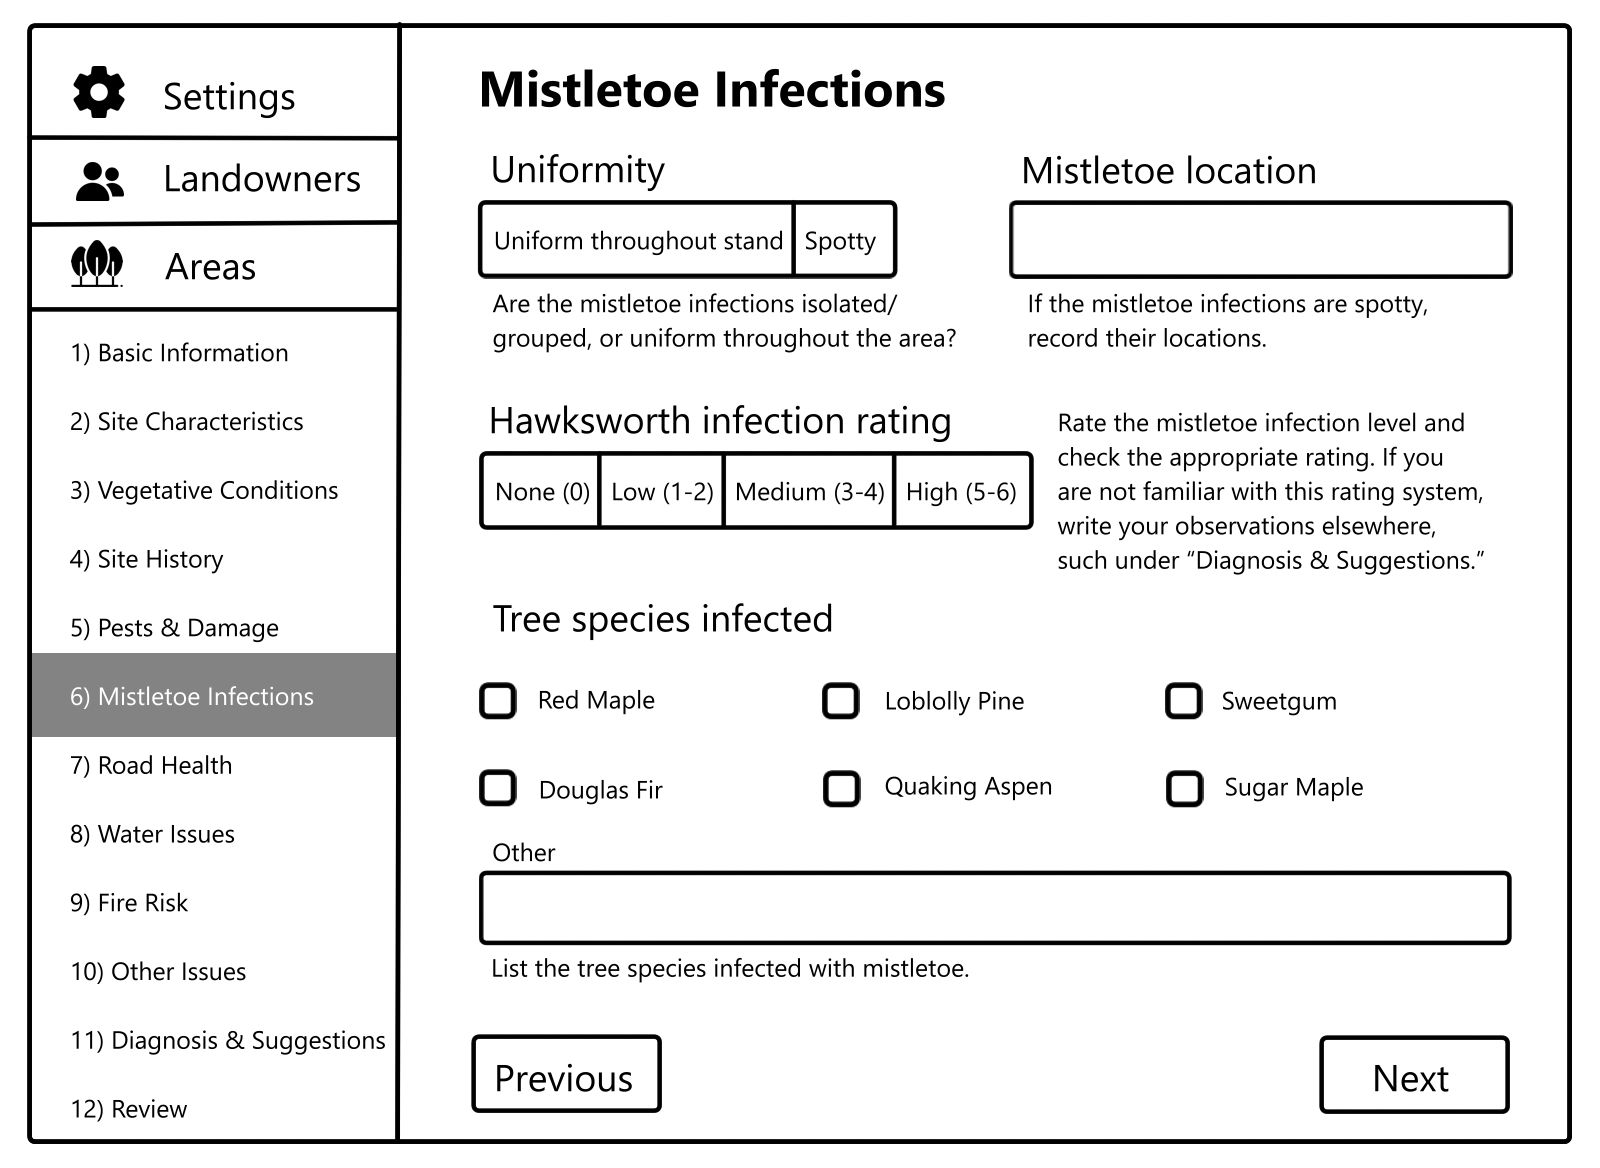 Settings
Landowners
Areas
1) Basic Information
2) Site Characteristics
3) Vegetative Conditions
4) Site History
5) Pests & Damage
6) Mistletoe Infections
7) Road Health
8) Water Issues
9) Fire Risk
10) Other Issues
11) Diagnosis & Suggestions
12) Review
Mistletoe Infections
Uniformity
Uniform throughout stand Spotty
Are the mistletoe infections isolated/
grouped, or uniform throughout the area?
Mistletoe location
If the mistletoe infections are spotty,
record their locations.
Hawksworth infection rating
None (0) Low (1-2) Medium (3-4) High (5-6)
Rate the mistletoe infection level and
check the appropriate rating. If you
are not familiar with this rating system,
write your observations elsewhere,
such under “Diagnosis & Suggestions.”
Tree species infected
Red Maple Loblolly Pine Sweetgum
Douglas Fir Quaking Aspen Sugar Maple
Other
List the tree species infected with mistletoe.
Previous Next